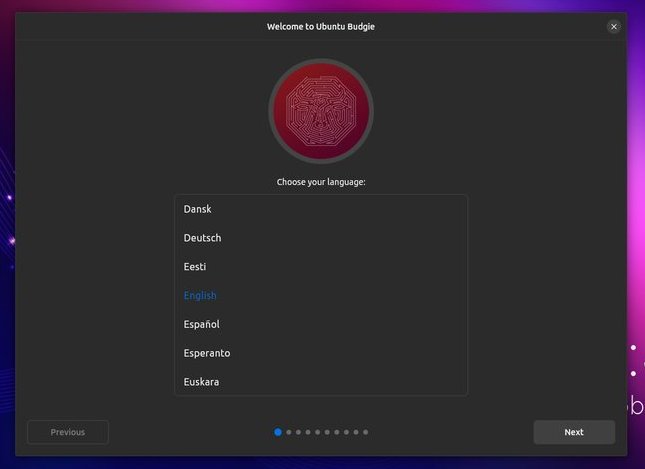 Welcome to Ubuntu Budgie
Choose your language:
Dansk
Deutsch
Eesti
English
Español
Esperanto
Euskara
Previous
Next